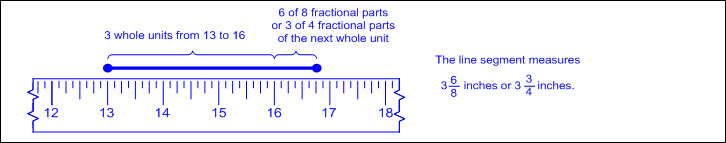 6 of 8 fractional parts
or 3 of 4 fractional parts
of the next whole unit
3 whole units from 13 to 16
12 13 14 15 16 17 18
The line segment measures
3 6/8 inches or 3 3/4 inches.